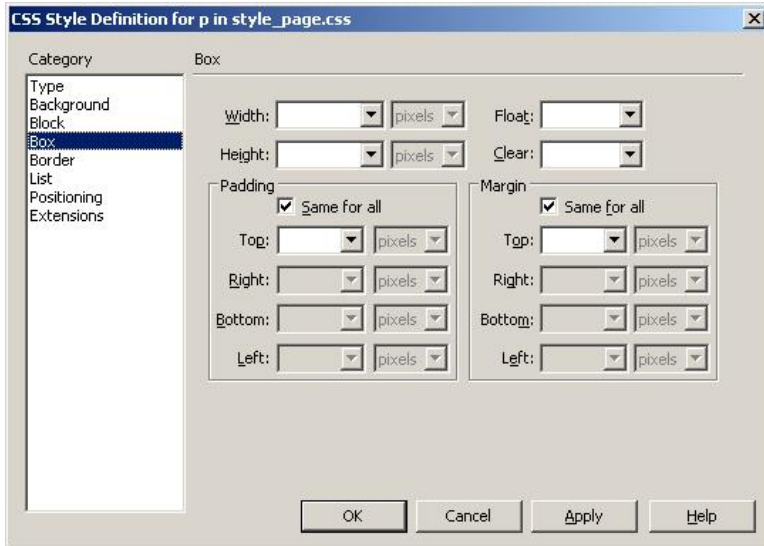 CSS Style Definition for p in style_page.css
Category
Type
Background
Block
Box
Border
List
Positioning
Extensions
Box
Width: pixels Float:
Height: pixels Clear:
Padding
Same for all
Top: pixels
Right: pixels
Bottom: pixels
Left: pixels
Margin
Same for all
Top: pixels
Right: pixels
Bottom: pixels
Left: pixels
OK Cancel Apply Help